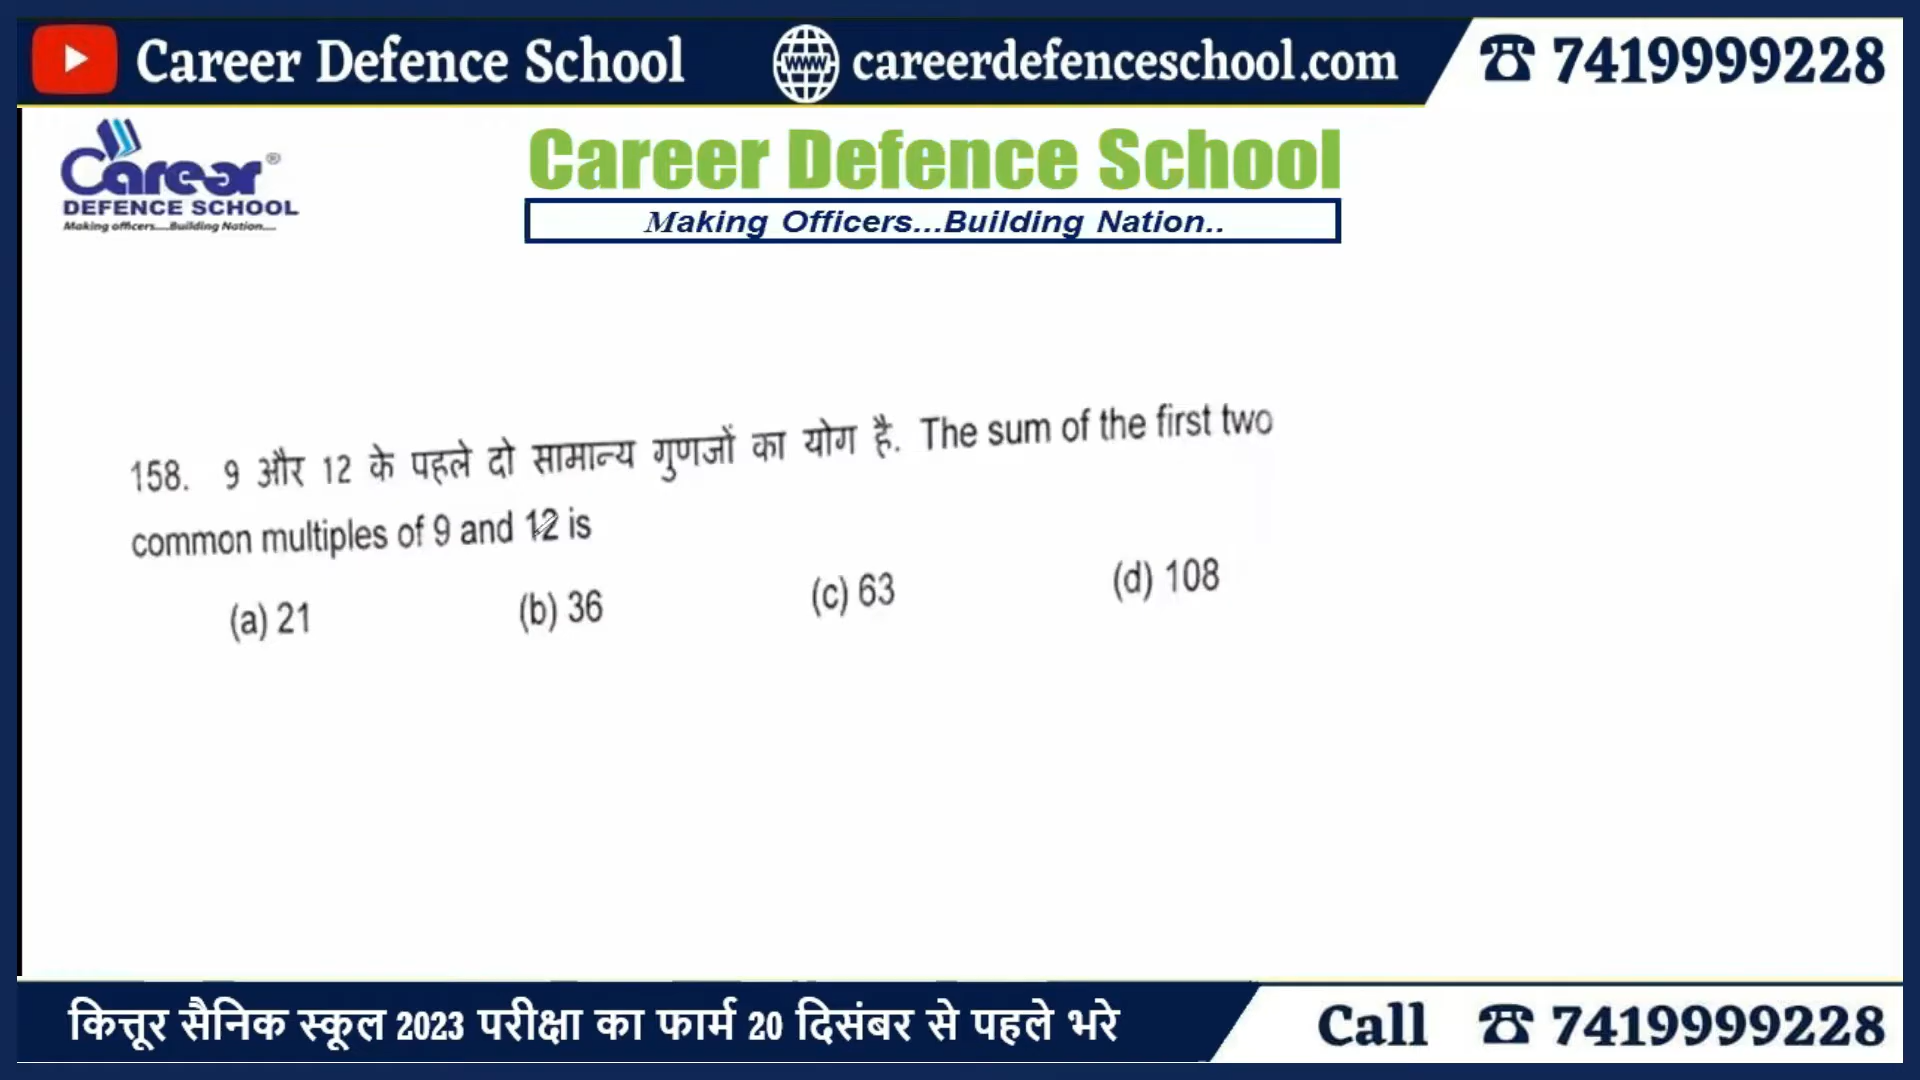 Career Defence School
www
careerdefenceschool.com
☎ 7419999228
Career®
DEFENCE SCHOOL
Making officers....Building Nation....
Career Defence School
Making Officers...Building Nation..
158. 9 और 12 के पहले दो सामान्य गुणजों का योग है. The sum of the first two
common multiples of 9 and 12 is
(a) 21 (b) 36 (c) 63 (d) 108
कित्तूर सैनिक स्कूल 2023 परीक्षा का फार्म 20 दिसंबर से पहले भरे
Call ☎ 7419999228